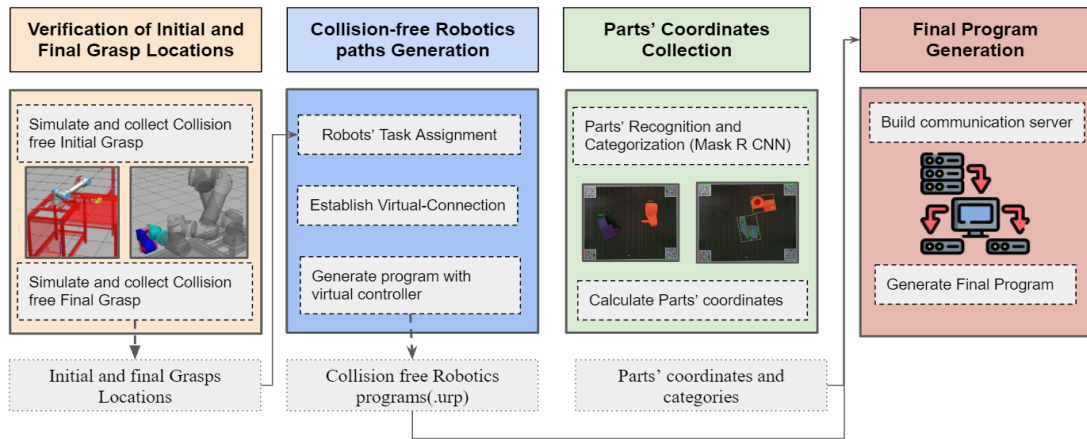 Verification of Initial and
Final Grasp Locations
Simulate and collect Collision
free Initial Grasp
Simulate and collect Collision
free Final Grasp
Initial and final Grasps
Locations
Collision-free Robotics
paths Generation
Robots' Task Assignment
Establish Virtual-Connection
Generate program with
virtual controller
Collision free Robotics
programs(.urp)
Parts' Coordinates
Collection
Parts' Recognition and
Categorization (Mask R CNN)
Calculate Parts' coordinates
Parts' coordinates and
categories
Final Program
Generation
Build communication server
Generate Final Program